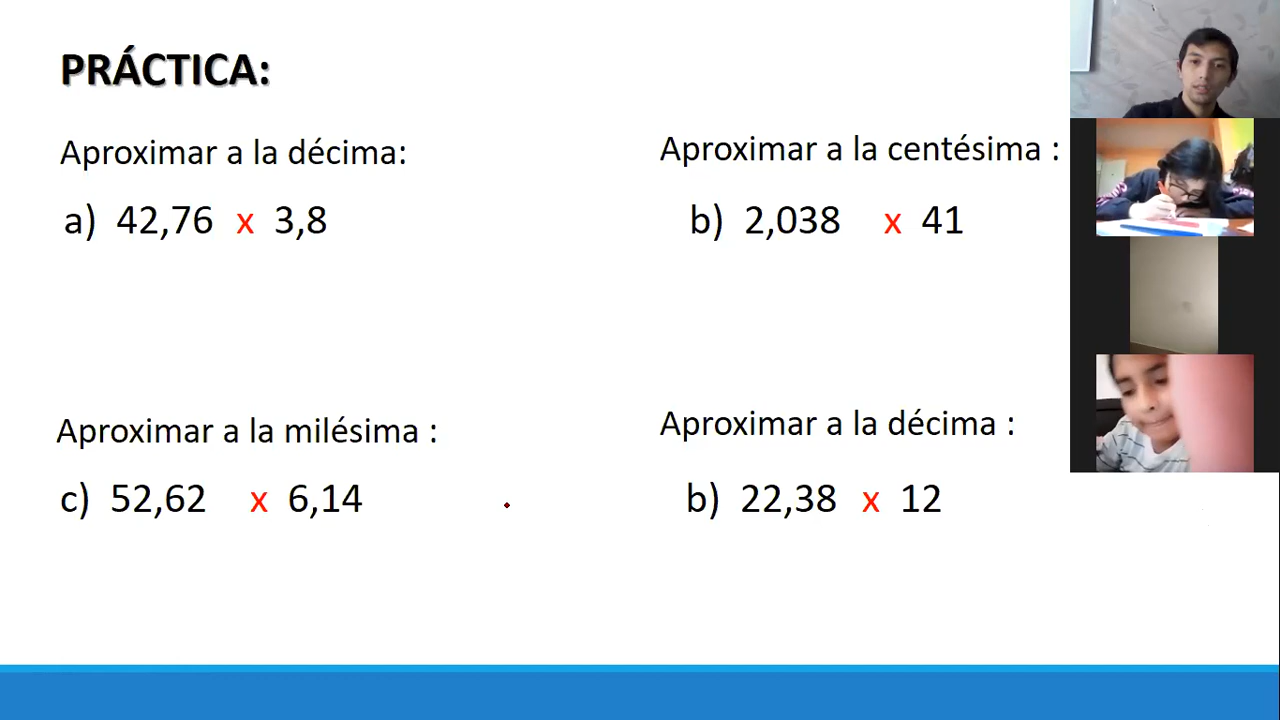 PRÁCTICA:
Aproximar a la décima:
a) 42,76 x 3,8
Aproximar a la centésima :
b) 2,038 x 41
Aproximar a la milésima :
c) 52,62 x 6,14
Aproximar a la décima :
b) 22,38 x 12